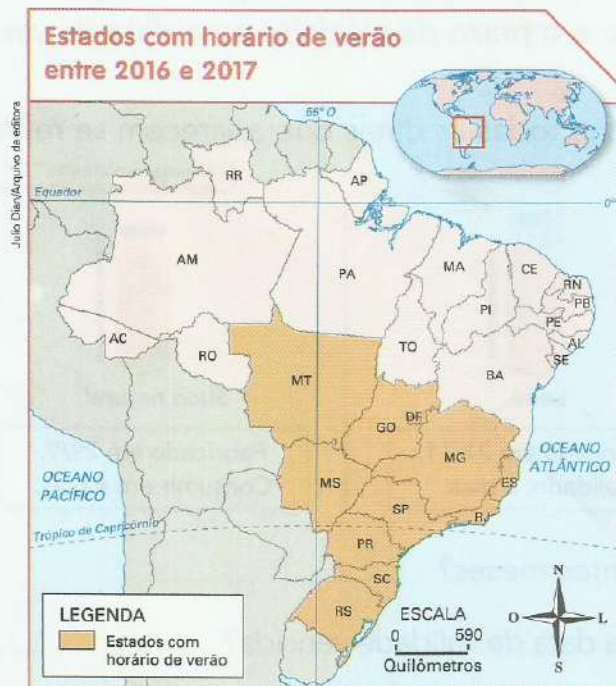 Estados com horário de verão
entre 2016 e 2017
Julio Dian/Arquivo da editora
55° O
Equador
0°
RR
AP
AM
PA
MA
CE
RN
PB
PI
PE
AL
SE
AC
RO
TO
BA
MT
GO
DF
MG
ES
MS
SP
RJ
PR
SC
RS
OCEANO
PACÍFICO
OCEANO
ATLÂNTICO
Trópico de Capricórnio
LEGENDA
Estados com
horário de verão
ESCALA
0 590
Quilômetros
N
O L
S